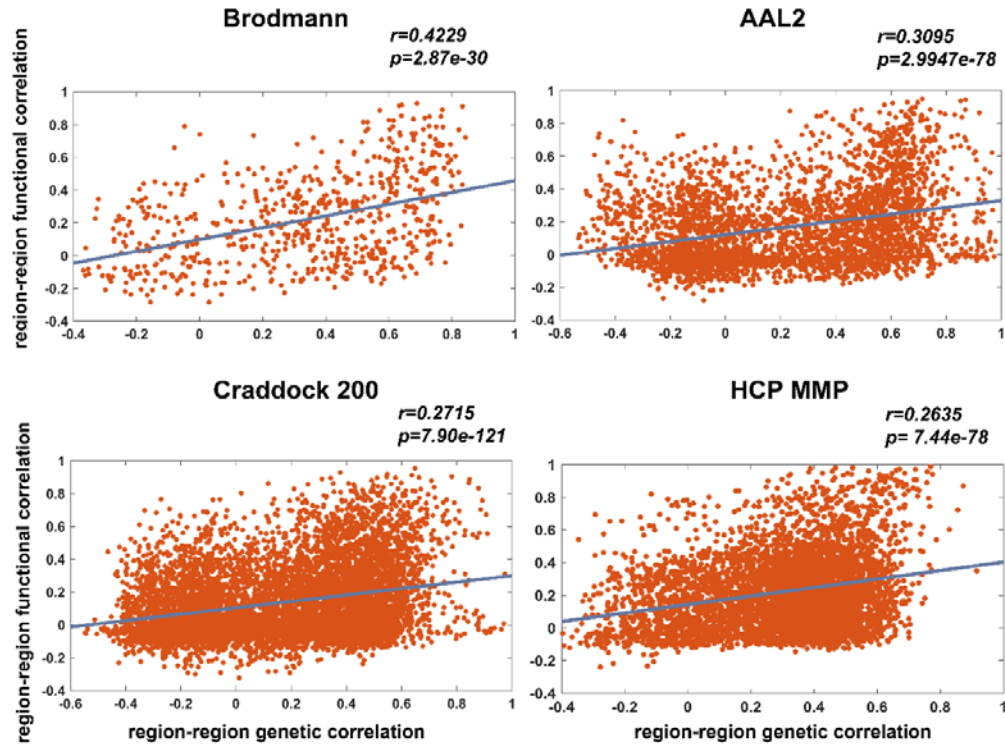 Brodmann
r=0.4229
p=2.87e-30
region-region functional correlation
1
0.8
0.6
0.4
0.2
0
-0.2
-0.4
-0.4 -0.2 0 0.2 0.4 0.6 0.8 1
AAL2
r=0.3095
p=2.9947e-78
1
0.8
0.6
0.4
0.2
0
-0.2
-0.4
-0.6 -0.4 -0.2 0 0.2 0.4 0.6 0.8 1
Craddock 200
r=0.2715
p=7.90e-121
region-region functional correlation
1
0.8
0.6
0.4
0.2
0
-0.2
-0.4
-0.6 -0.4 -0.2 0 0.2 0.4 0.6 0.8 1
region-region genetic correlation
HCP MMP
r=0.2635
p= 7.44e-78
1
0.8
0.6
0.4
0.2
0
-0.2
-0.4
-0.4 -0.2 0 0.2 0.4 0.6 0.8 1
region-region genetic correlation